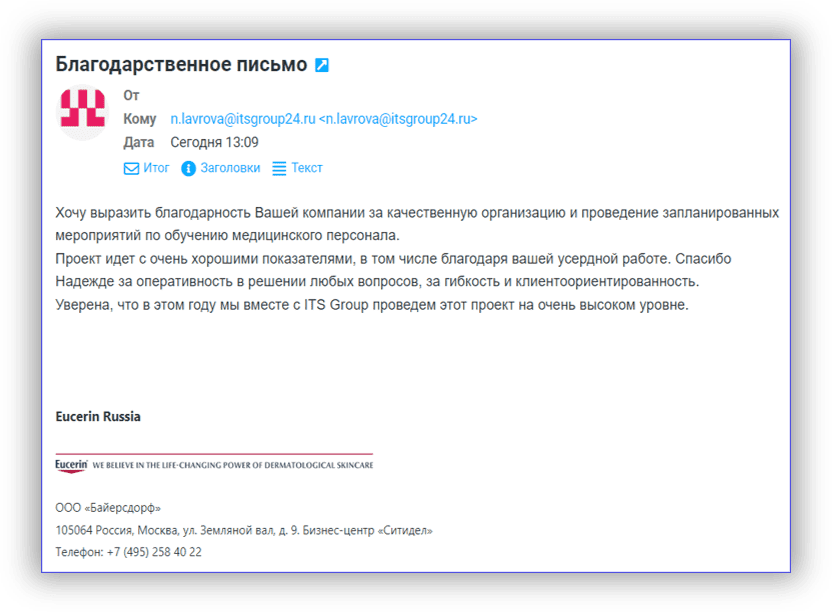 Благодарственное письмо
От
Кому n.lavrova@itsgroup24.ru <n.lavrova@itsgroup24.ru>
Дата Сегодня 13:09
Итог Заголовки Текст
Хочу выразить благодарность Вашей компании за качественную организацию и проведение запланированных
мероприятий по обучению медицинского персонала.
Проект идет с очень хорошими показателями, в том числе благодаря вашей усердной работе. Спасибо
Надежде за оперативность в решении любых вопросов, за гибкость и клиентоориентированность.
Уверена, что в этом году мы вместе с ITS Group проведем этот проект на очень высоком уровне.
Eucerin Russia
Eucerin WE BELIEVE IN THE LIFE-CHANGING POWER OF DERMATOLOGICAL SKINCARE
ООО «Байерсдорф»
105064 Россия, Москва, ул. Земляной вал, д. 9. Бизнес-центр «Ситидел»
Телефон: +7 (495) 258 40 22